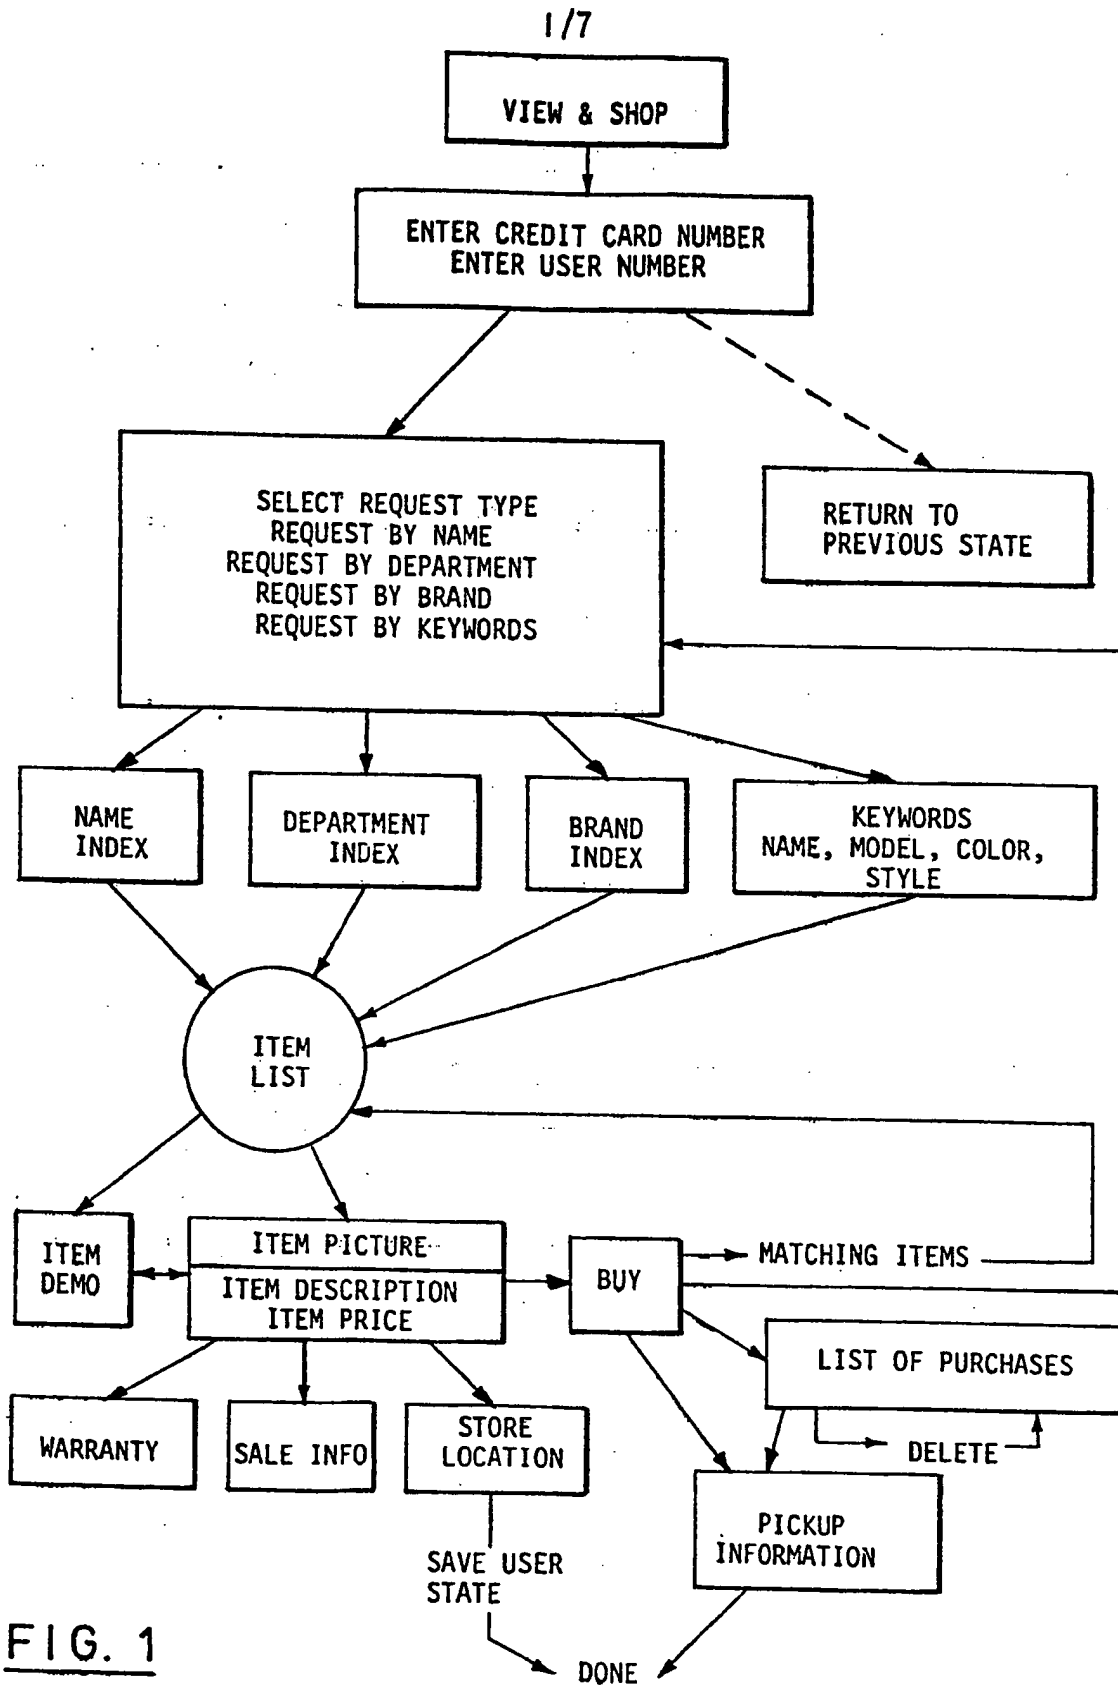 1/7
VIEW & SHOP
ENTER CREDIT CARD NUMBER
ENTER USER NUMBER
SELECT REQUEST TYPE
REQUEST BY NAME
REQUEST BY DEPARTMENT
REQUEST BY BRAND
REQUEST BY KEYWORDS
RETURN TO
PREVIOUS STATE
NAME
INDEX
DEPARTMENT
INDEX
BRAND
INDEX
KEYWORDS
NAME, MODEL, COLOR,
STYLE
ITEM
LIST
ITEM
DEMO
ITEM PICTURE
ITEM DESCRIPTION
ITEM PRICE
BUY
MATCHING ITEMS
LIST OF PURCHASES
DELETE
WARRANTY
SALE INFO
STORE
LOCATION
PICKUP
INFORMATION
SAVE USER
STATE
DONE
FIG. 1